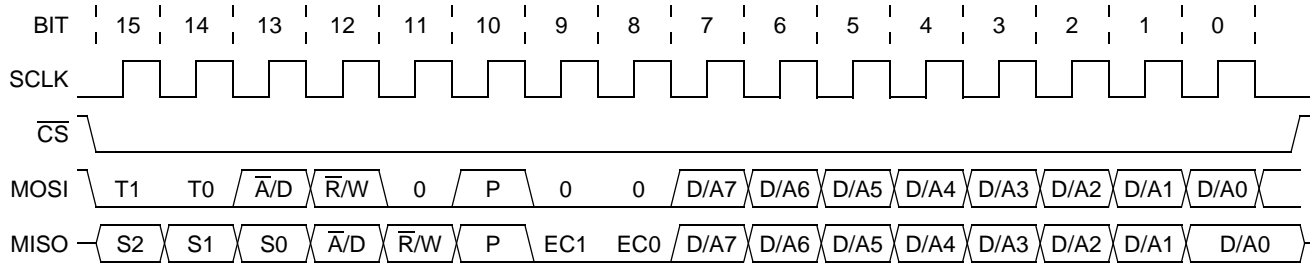 BIT 15 14 13 12 11 10 9 8 7 6 5 4 3 2 1 0
SCLK
C̅S̅
MOSI T1 T0 A̅/D R̅/W 0 P 0 0 D/A7 D/A6 D/A5 D/A4 D/A3 D/A2 D/A1 D/A0
MISO S2 S1 S0 A̅/D R̅/W P EC1 EC0 D/A7 D/A6 D/A5 D/A4 D/A3 D/A2 D/A1 D/A0